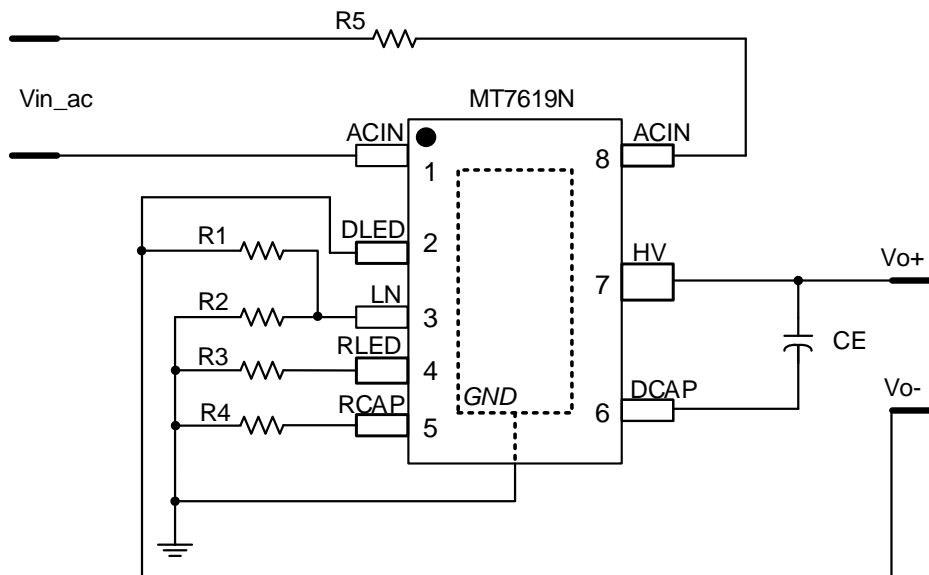 R5
Vin_ac
MT7619N
ACIN
ACIN
1
8
R1
DLED
2
HV
Vo+
7
R2
LN
3
CE
R3
RLED
4
Vo-
R4
RCAP
5
GND
6
DCAP